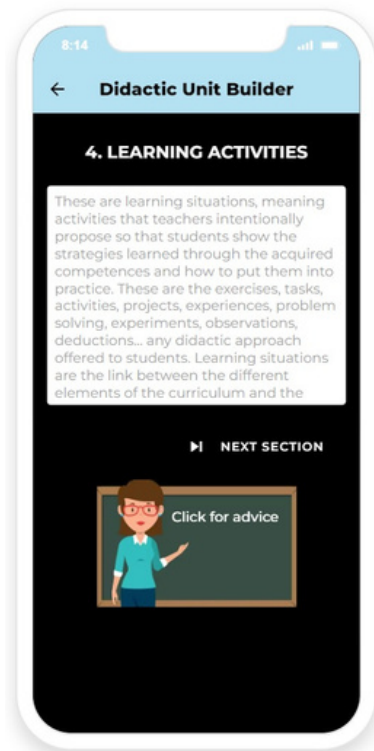 8:14
Didactic Unit Builder
4. LEARNING ACTIVITIES
These are learning situations, meaning
activities that teachers intentionally
propose so that students show the
strategies learned through the acquired
competences and how to put them into
practice. These are the exercises, tasks,
activities, projects, experiences, problem
solving, experiments, observations,
deductions... any didactic approach
offered to students. Learning situations
are the link between the different
elements of the curriculum and the
NEXT SECTION
Click for advice